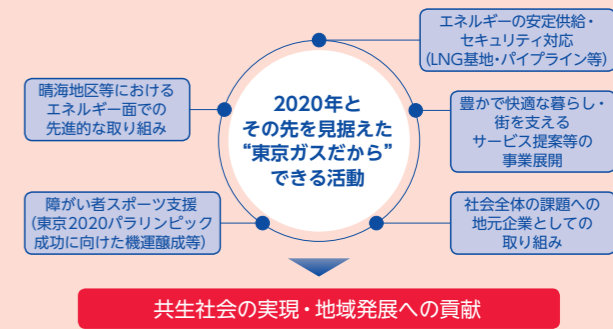 エネルギーの安定供給・
セキュリティ対応
(LNG基地・パイプライン等)
晴海地区等における
エネルギー面での
先進的な取り組み
2020年と
その先を見据えた
“東京ガスだから”
できる活動
豊かで快適な暮らし・
街を支える
サービス提案等の
事業展開
障がい者スポーツ支援
(東京2020パラリンピック
成功に向けた機運醸成等)
社会全体の課題への
地元企業としての
取り組み
共生社会の実現・地域発展への貢献